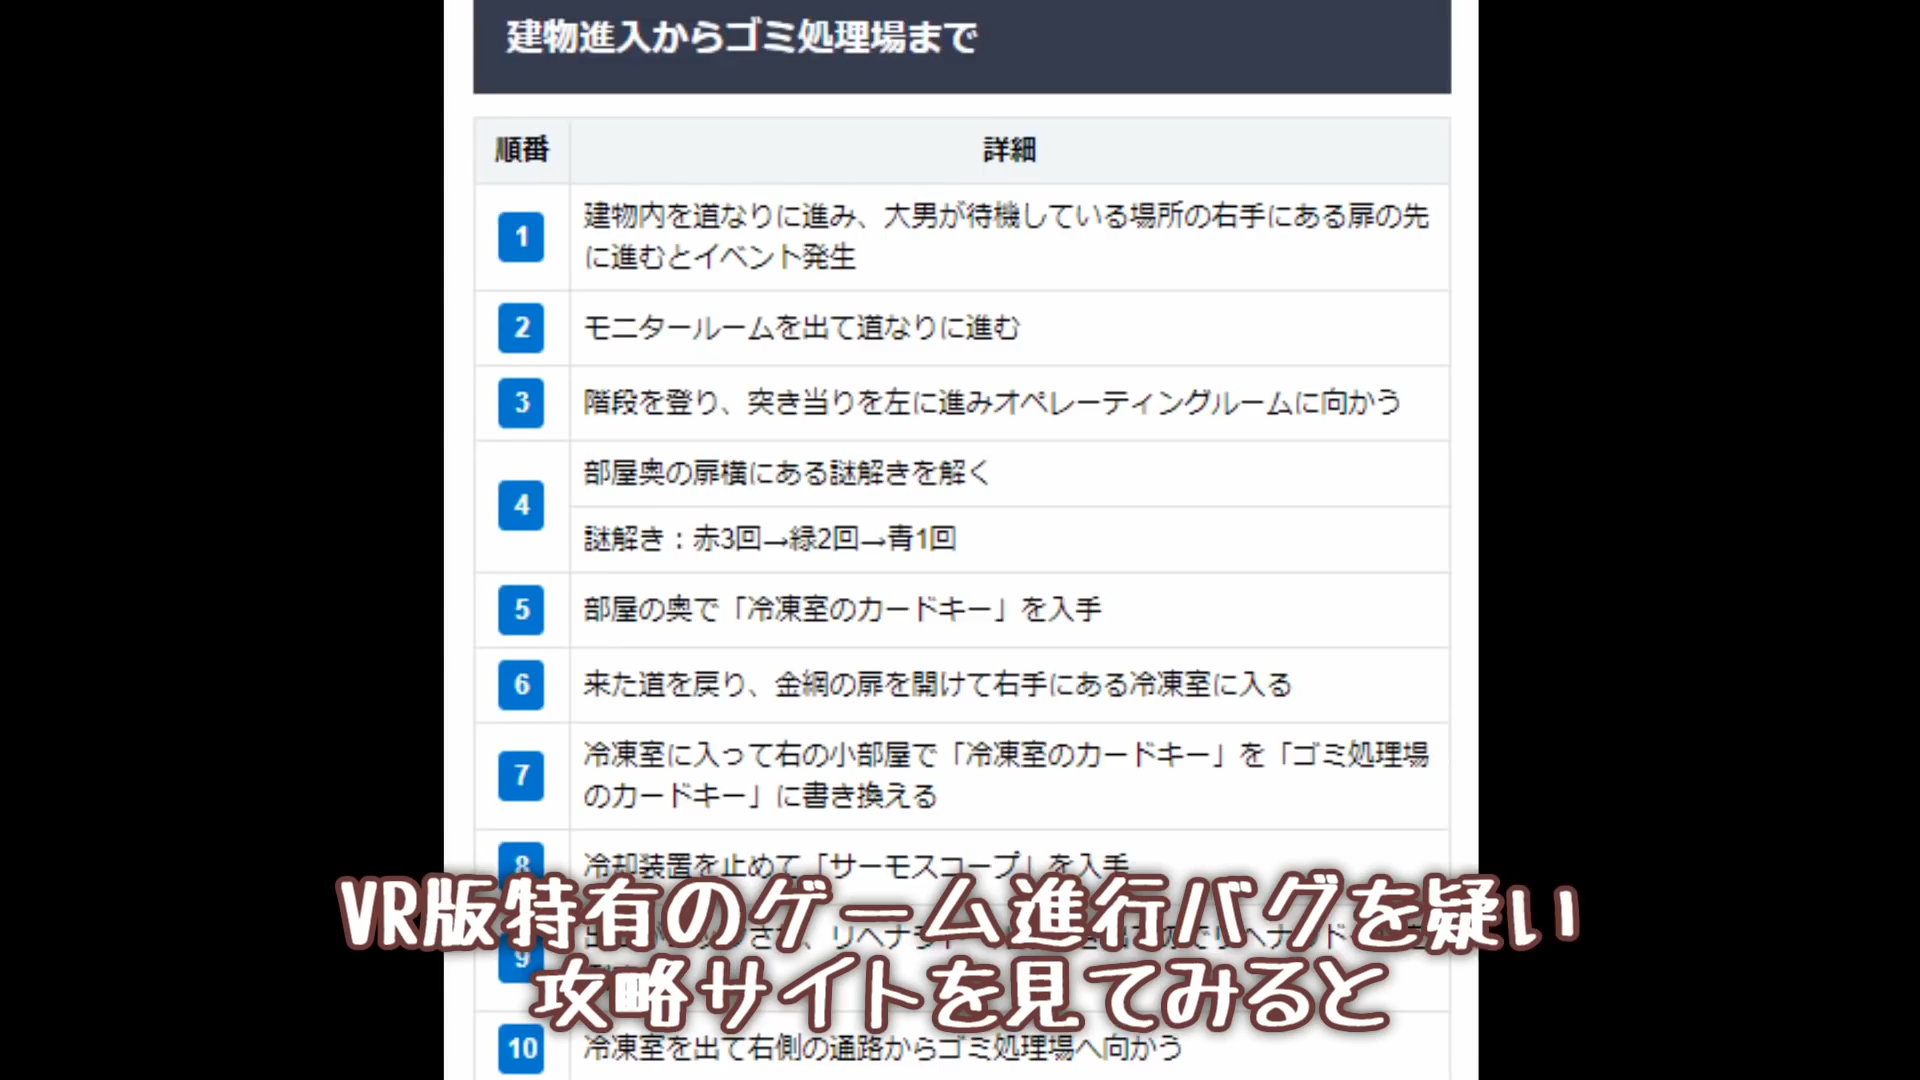 建物進入からゴミ処理場まで
順番
詳細
1
建物内を道なりに進み、大男が待機している場所の右手にある扉の先
に進むとイベント発生
2
モニタールームを出て道なりに進む
3
階段を登り、突き当りを左に進みオペレーティングルームに向かう
4
部屋奥の扉横にある謎解きを解く
謎解き：赤3回→緑2回→青1回
5
部屋の奥で「冷凍室のカードキー」を入手
6
来た道を戻り、金網の扉を開けて右手にある冷凍室に入る
7
冷凍室に入って右の小部屋で「冷凍室のカードキー」を「ゴミ処理場
のカードキー」に書き換える
8
冷却装置を止めて「サーモスコープ」を入手
9
10
冷凍室を出て右側の通路からゴミ処理場へ向かう
VR版特有のゲーム進行バグを疑い
攻略サイトを見てみると